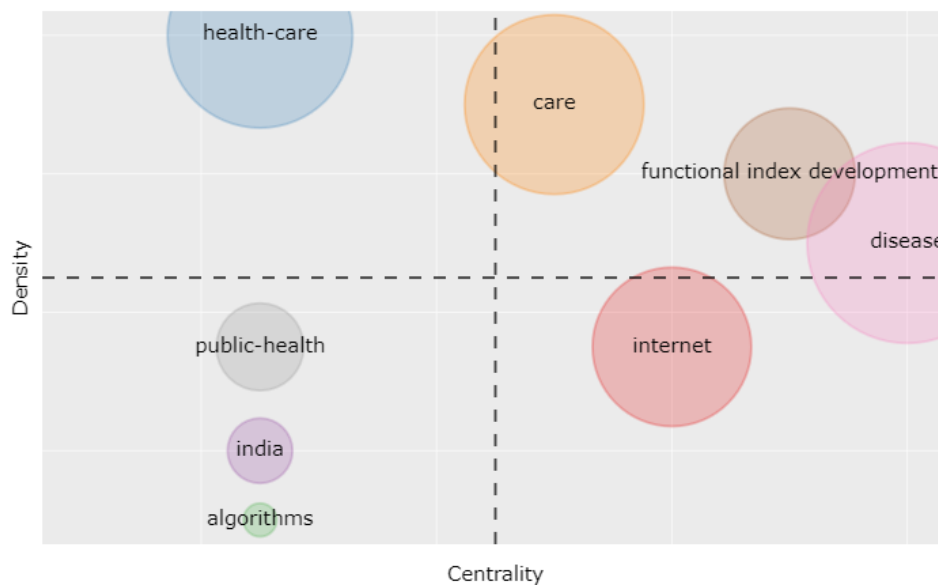 health-care
care
functional index development
disease
Density
public-health
internet
india
algorithms
Centrality